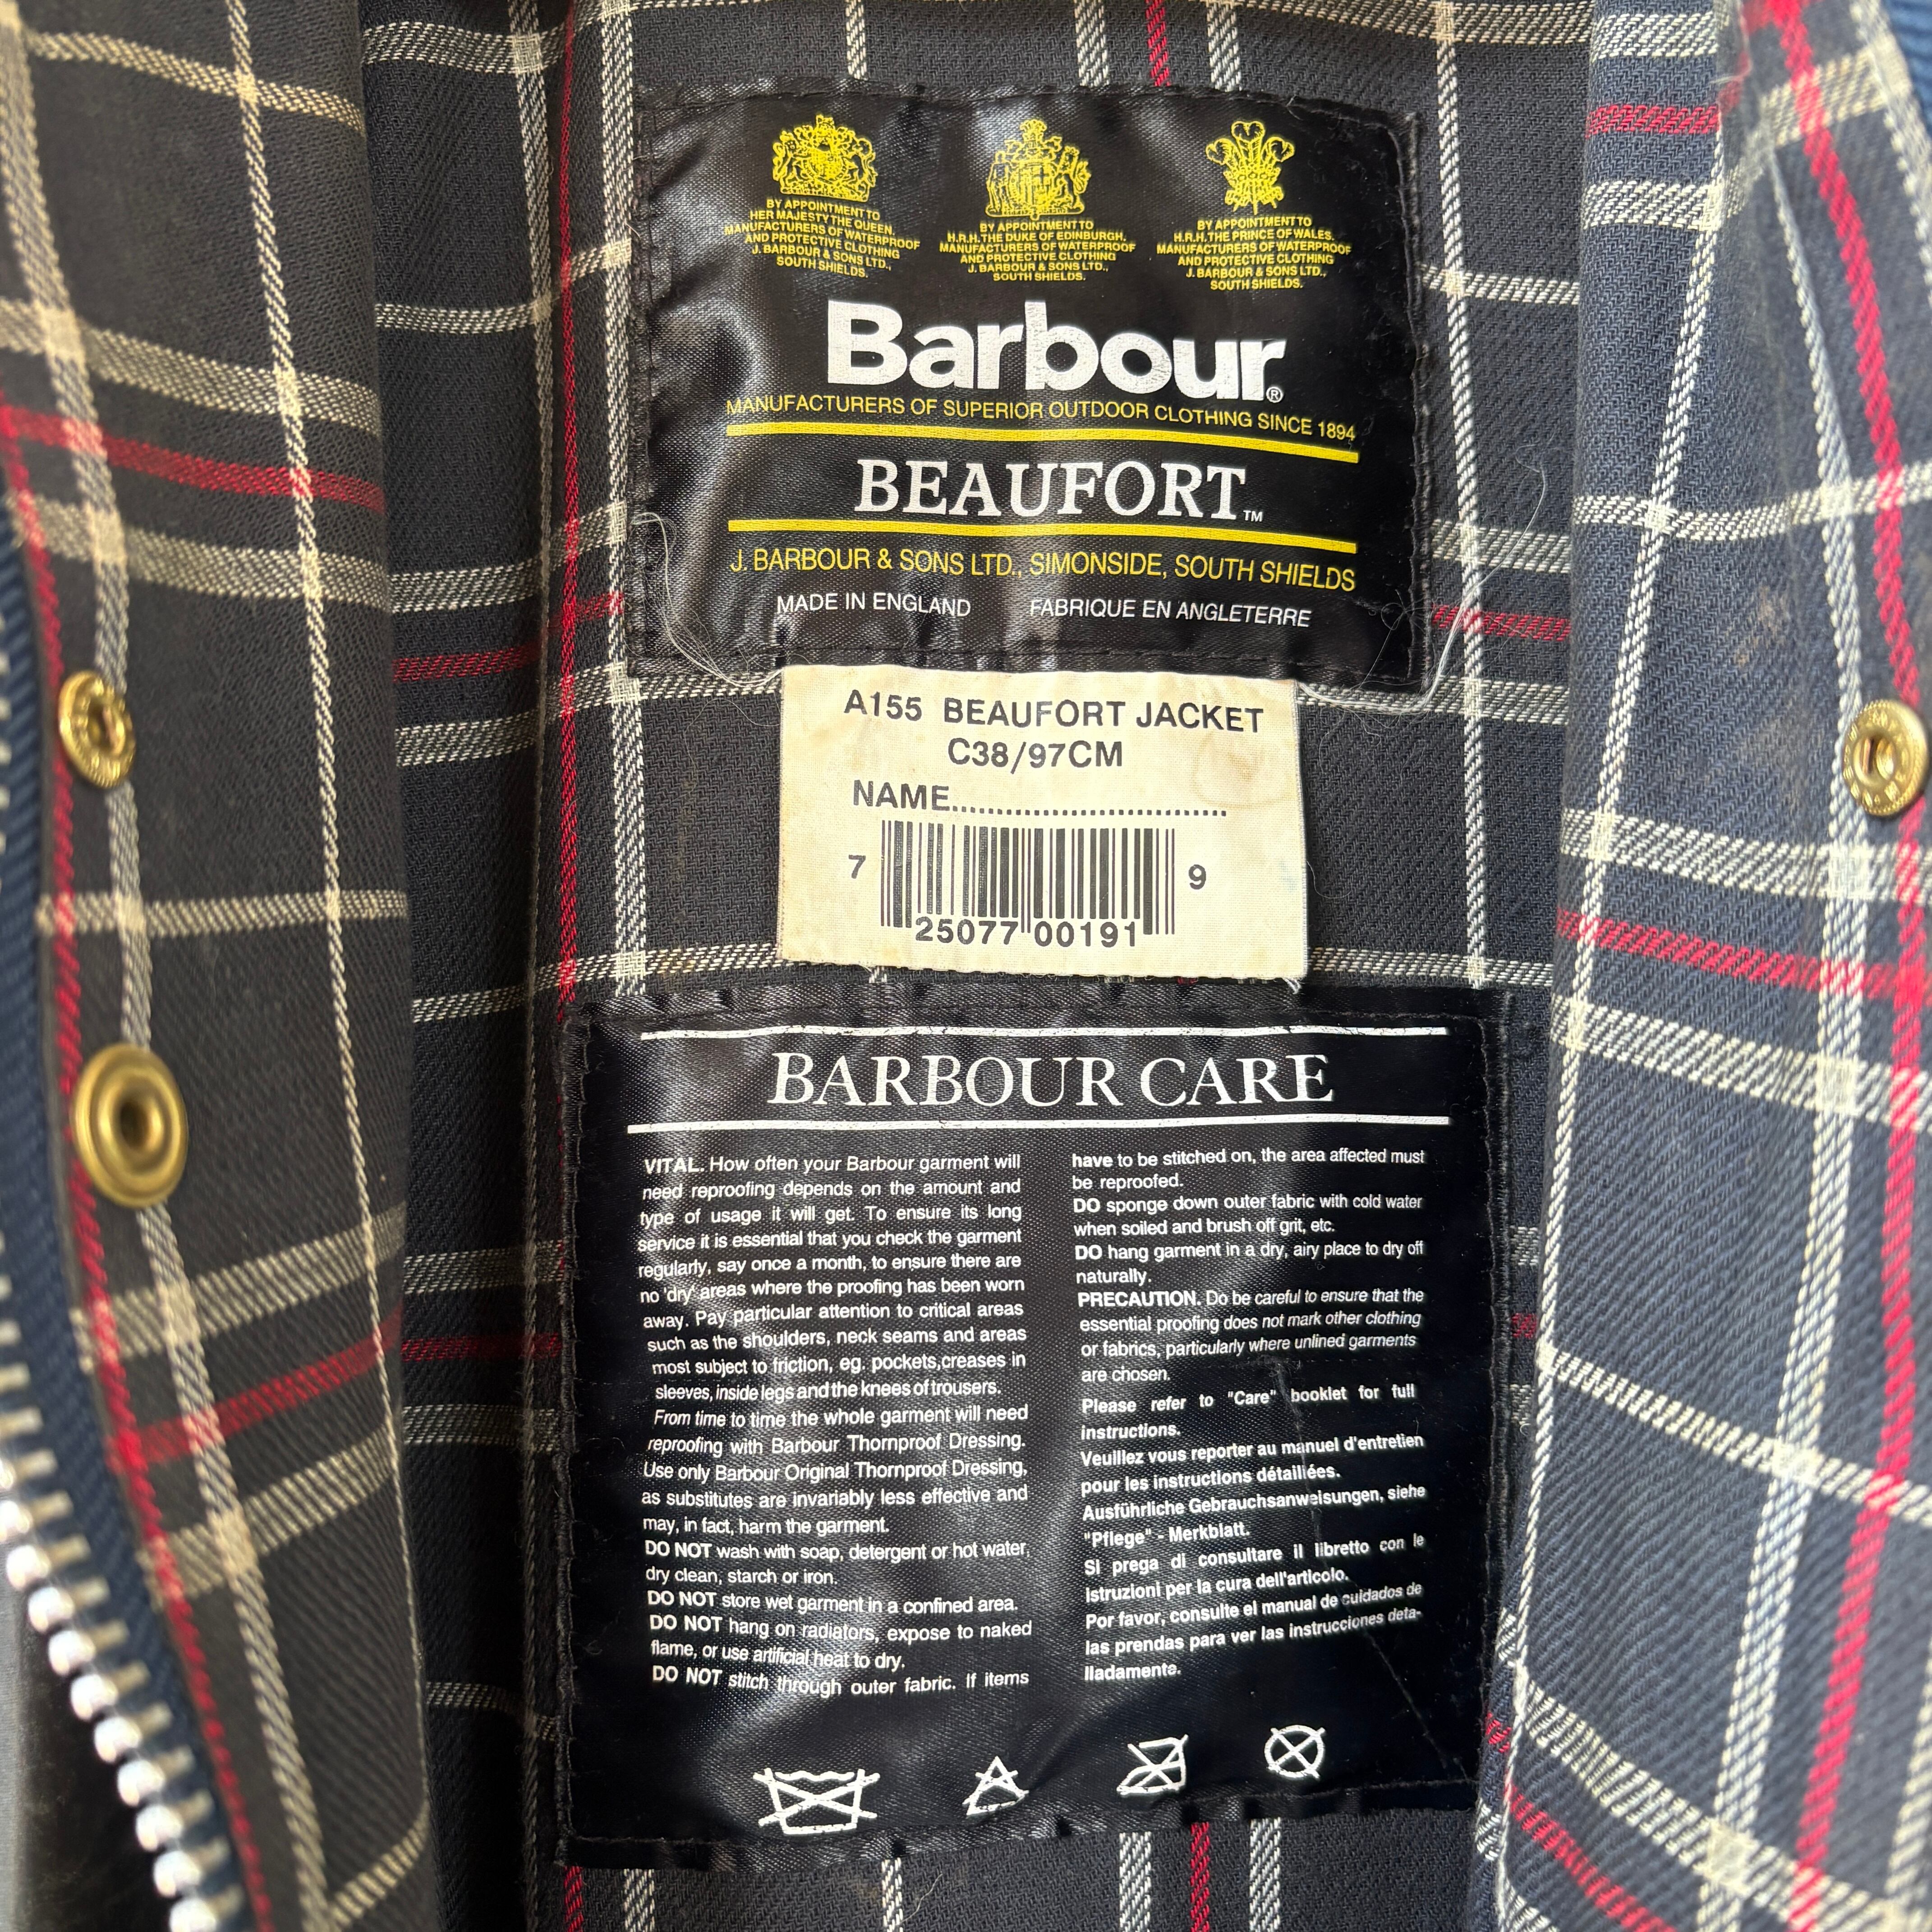 BY APPOINTMENT TO
HER MAJESTY THE QUEEN.
MANUFACTURERS OF WATERPROOF
AND PROTECTIVE CLOTHING
J. BARBOUR & SONS LTD.,
SOUTH SHIELDS.
BY APPOINTMENT TO
H.R.H. THE DUKE OF EDINBURGH.
MANUFACTURERS OF WATERPROOF
AND PROTECTIVE CLOTHING
J. BARBOUR & SONS LTD.,
SOUTH SHIELDS.
BY APPOINTMENT TO
H.R.H. THE PRINCE OF WALES.
MANUFACTURERS OF WATERPROOF
AND PROTECTIVE CLOTHING
J. BARBOUR & SONS LTD.,
SOUTH SHIELDS.
Barbour®
MANUFACTURERS OF SUPERIOR OUTDOOR CLOTHING SINCE 1894
BEAUFORT™
J. BARBOUR & SONS LTD., SIMONSIDE, SOUTH SHIELDS
MADE IN ENGLAND FABRIQUE EN ANGLETERRE
A155 BEAUFORT JACKET
C38/97CM
NAME..............................
7 25077 00191 9
BARBOUR CARE
VITAL. How often your Barbour garment will
need reproofing depends on the amount and
type of usage it will get. To ensure its long
service it is essential that you check the garment
regularly, say once a month, to ensure there are
no 'dry' areas where the proofing has been worn
away. Pay particular attention to critical areas
such as the shoulders, neck seams and areas
most subject to friction, eg. pockets,creases in
sleeves, inside legs and the knees of trousers.
From time to time the whole garment will need
reproofing with Barbour Thornproof Dressing.
Use only Barbour Original Thornproof Dressing,
as substitutes are invariably less effective and
may, in fact, harm the garment.
DO NOT wash with soap, detergent or hot water,
dry clean, starch or iron.
DO NOT store wet garment in a confined area.
DO NOT hang on radiators, expose to naked
flame, or use artificial heat to dry.
DO NOT stitch through outer fabric. If items
have to be stitched on, the area affected must
be reproofed.
DO sponge down outer fabric with cold water
when soiled and brush off grit, etc.
DO hang garment in a dry, airy place to dry off
naturally.
PRECAUTION. Do be careful to ensure that the
essential proofing does not mark other clothing
or fabrics, particularly where unlined garments
are chosen.
Please refer to "Care" booklet for full
instructions.
Veuillez vous reporter au manuel d'entretien
pour les instructions détaillées.
Ausführliche Gebrauchsanweisungen, siehe
"Pflege" - Merkblatt.
Si prega di consultare il libretto con le
istruzioni per la cura dell'articolo.
Por favor, consulte el manual de cuidados de
las prendas para ver las instrucciones deta-
lladamente.